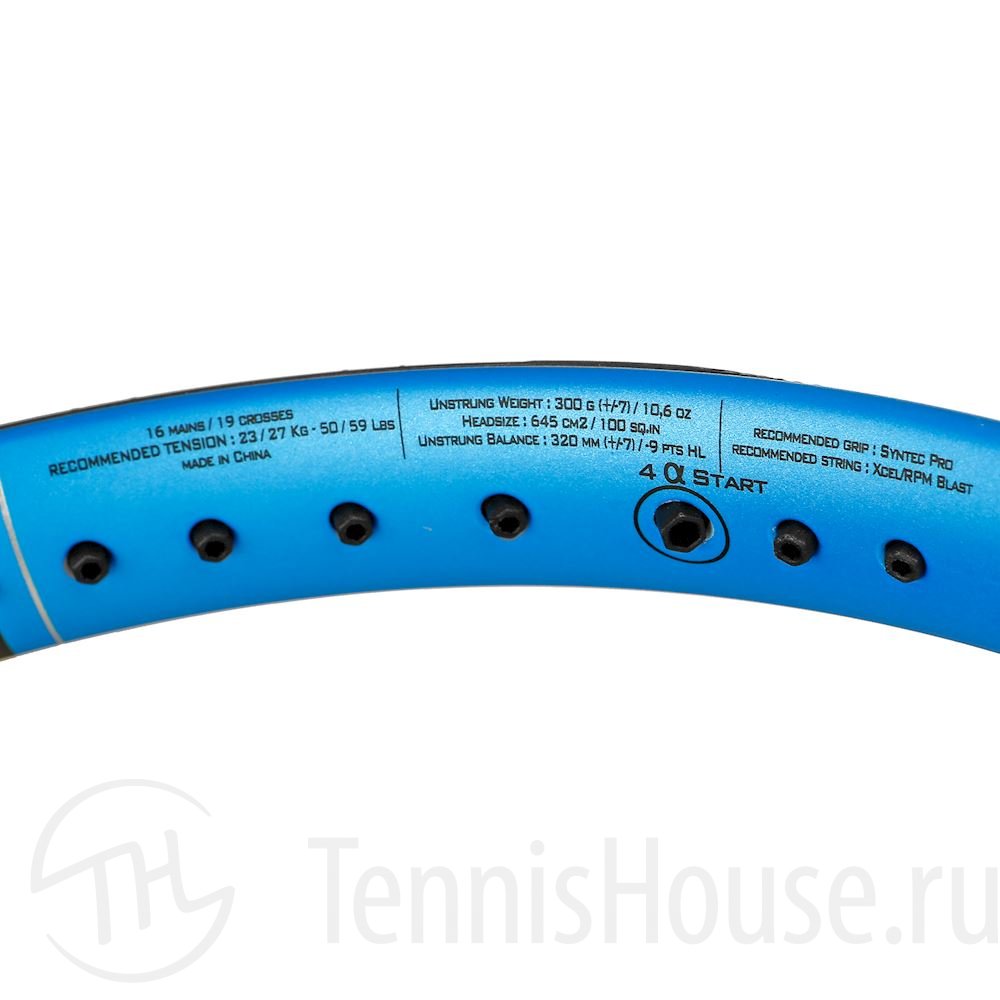 16 MAINS / 19 CROSSES
RECOMMENDED TENSION : 23 / 27 KG - 50 / 59 LBS
MADE IN CHINA
UNSTRUNG WEIGHT : 300 G (+/-7) / 10,6 OZ
HEADSIZE : 645 CM2 / 100 SQ.IN
UNSTRUNG BALANCE : 320 MM (+/-7) / -9 PTS HL
4 α START
RECOMMENDED GRIP : SYNTEC PRO
RECOMMENDED STRING : XCEL/RPM BLAST
TH TennisHouse.ru